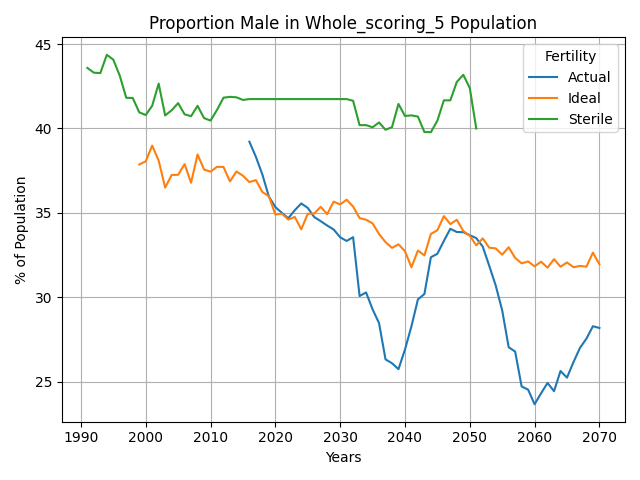 Proportion Male in Whole_scoring_5 Population
Fertility
Actual
Ideal
Sterile
% of Population
45
40
35
30
25
1990 2000 2010 2020 2030 2040 2050 2060 2070
Years